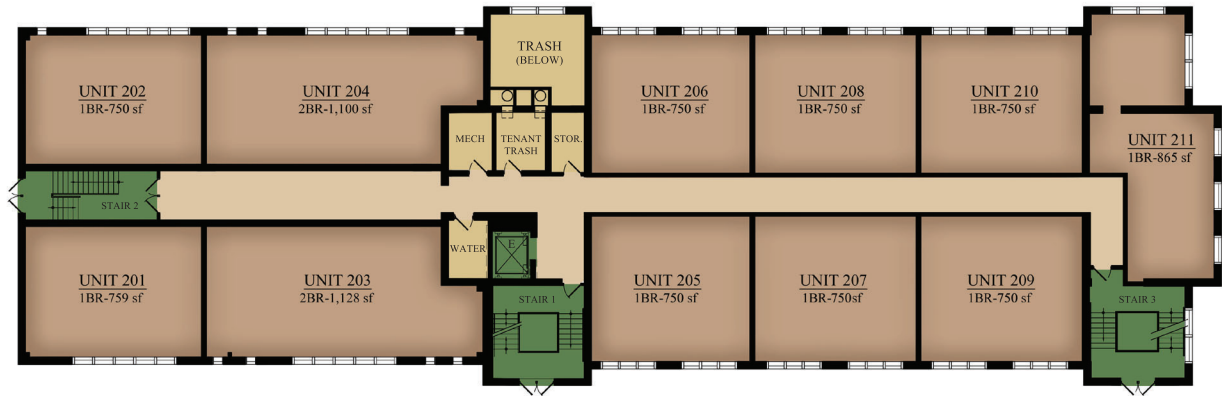 UNIT 202
1BR-750 sf
UNIT 204
2BR-1,100 sf
TRASH
(BELOW)
UNIT 206
1BR-750 sf
UNIT 208
1BR-750 sf
UNIT 210
1BR-750 sf
MECH
TENANT
TRASH
STOR.
UNIT 211
1BR-865 sf
STAIR 2
WATER
E
UNIT 201
1BR-759 sf
UNIT 203
2BR-1,128 sf
STAIR 1
UNIT 205
1BR-750 sf
UNIT 207
1BR-750sf
UNIT 209
1BR-750 sf
STAIR 3